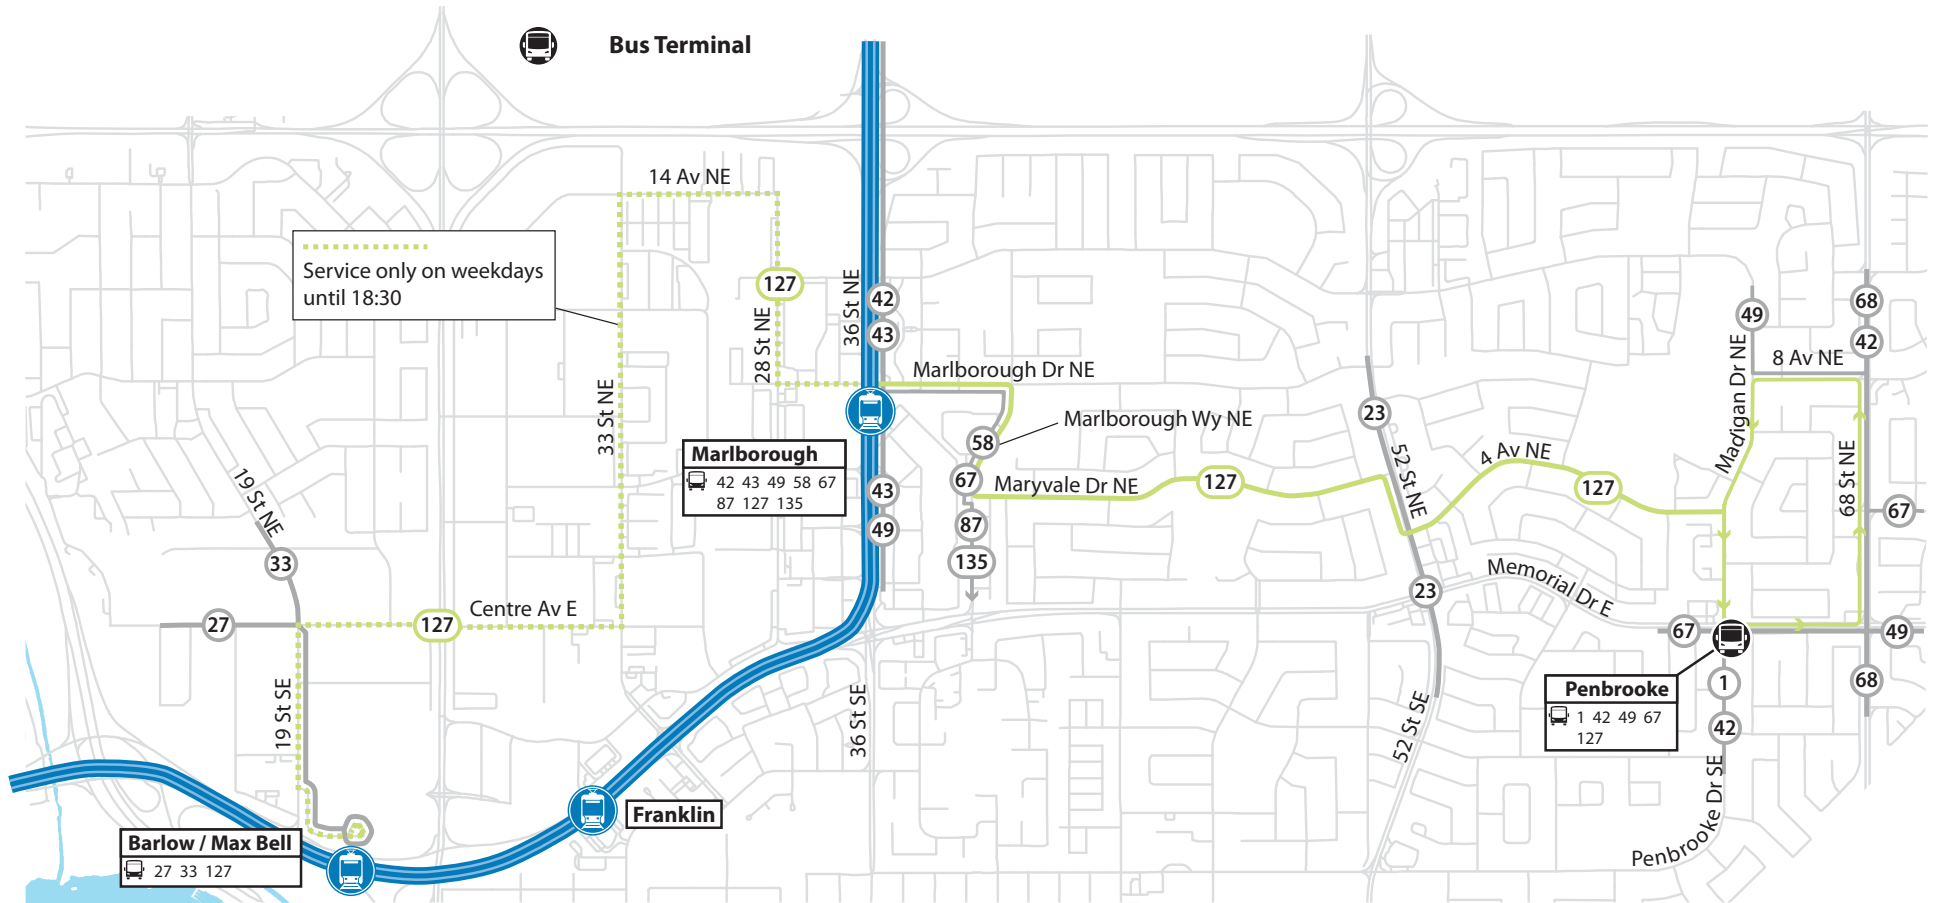 Bus Terminal
14 Av NE
Service only on weekdays
until 18:30
127
28 St NE
33 St NE
36 St NE
42
43
Marlborough Dr NE
Marlborough Wy NE
58
67
Maryvale Dr NE
87
135
Marlborough
42 43 49 58 67
87 127 135
43
49
127
23
52 St NE
4 Av NE
127
49
68
42
8 Av NE
Madigan Dr NE
68 St NE
67
19 St NE
33
27
127
Centre Av E
19 St SE
36 St SE
23
52 St SE
Memorial Dr E
67
49
68
1
42
Penbrooke
1 42 49 67
127
Penbrooke Dr SE
Franklin
Barlow / Max Bell
27 33 127